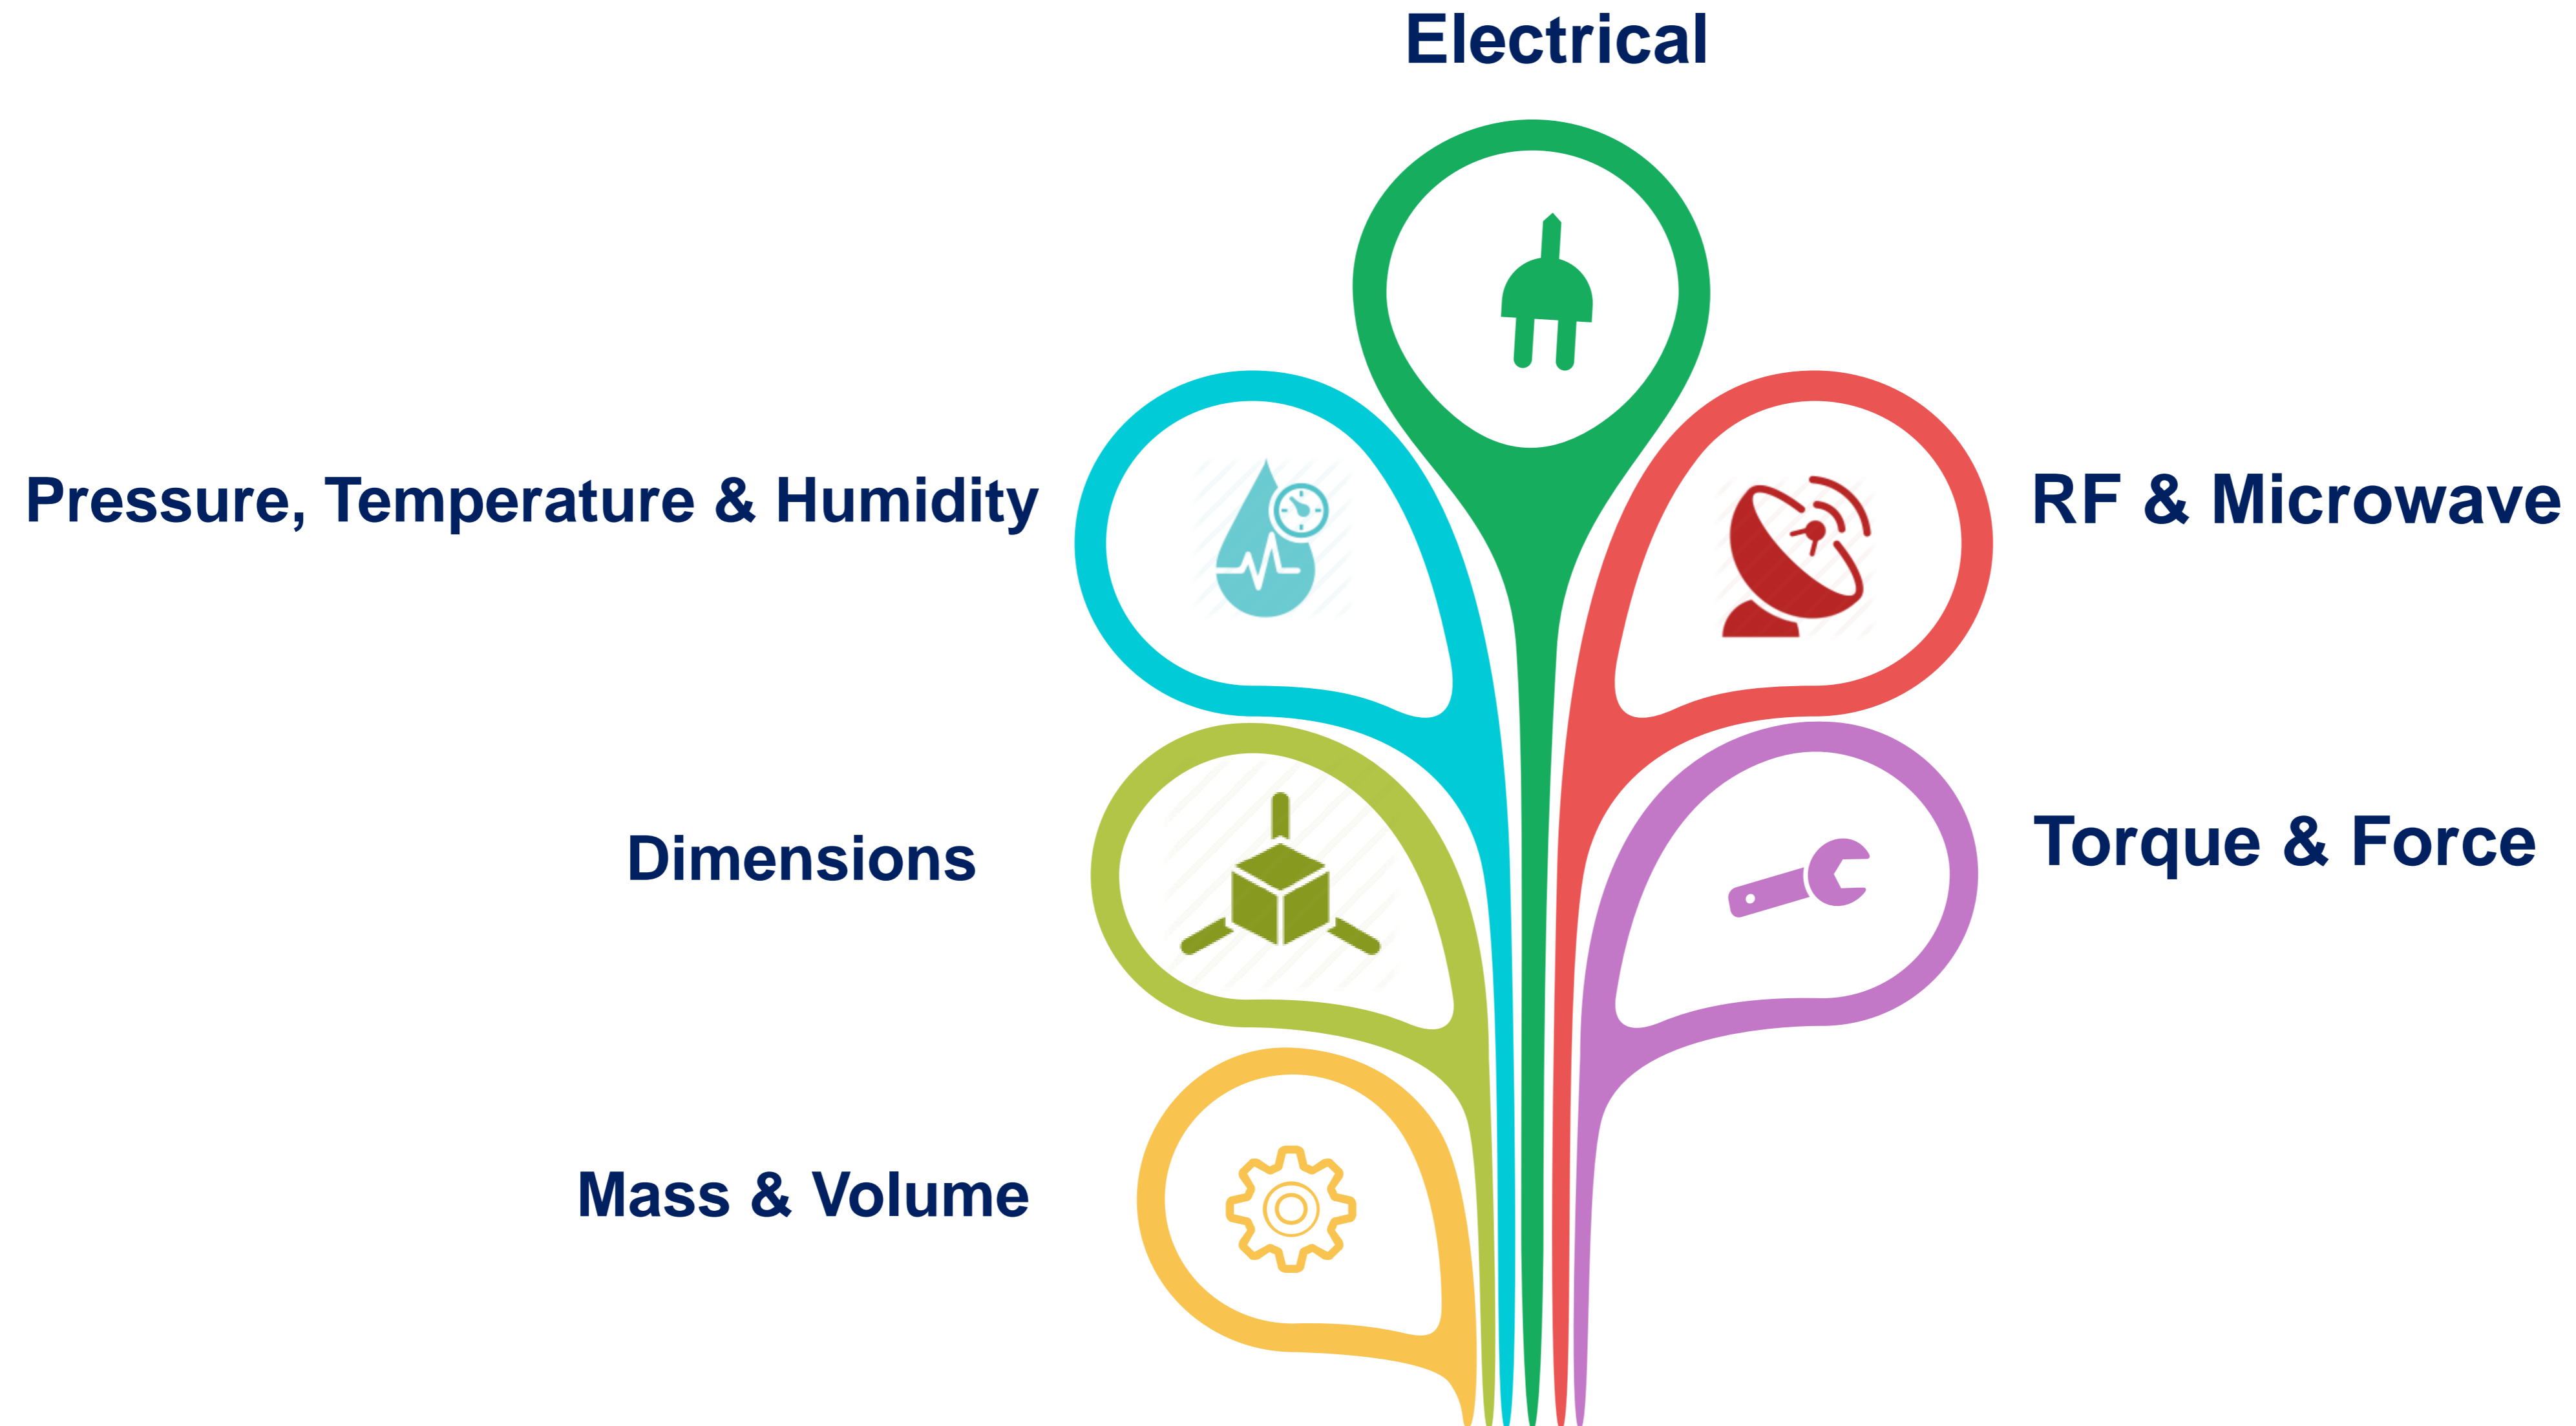 Electrical
Pressure, Temperature & Humidity
RF & Microwave
Dimensions
Torque & Force
Mass & Volume